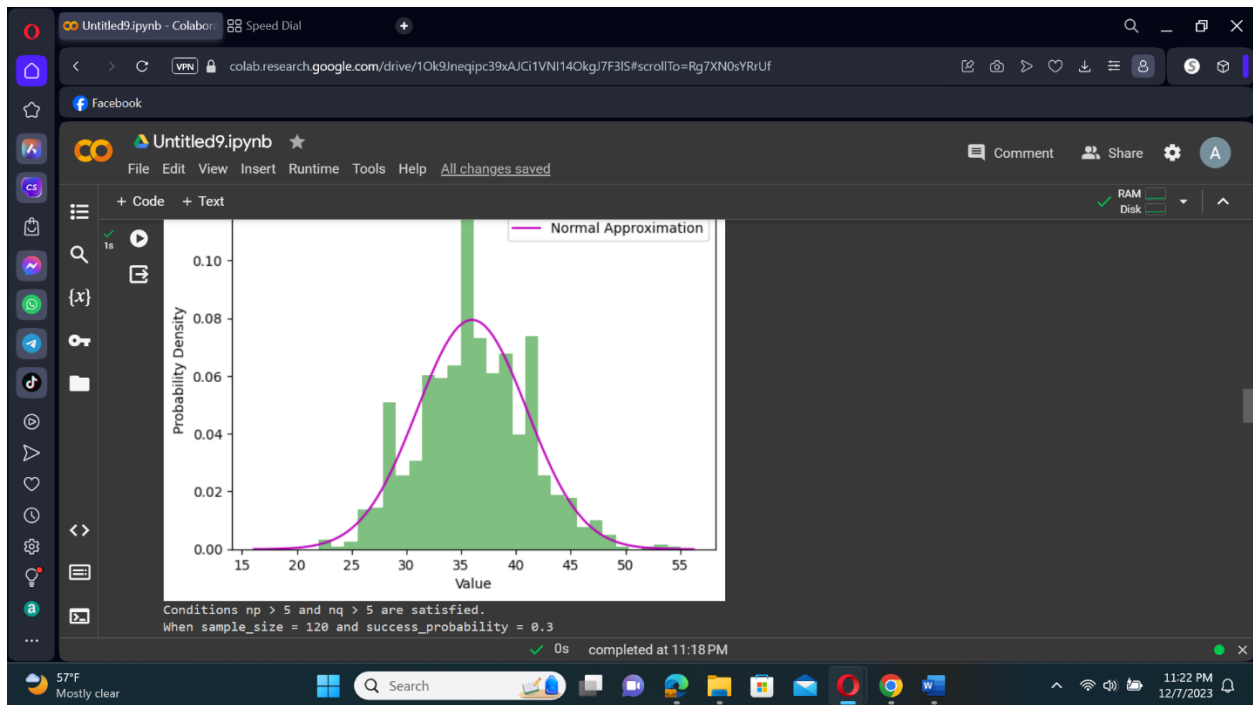 Untitled9.ipynb - Colabora
Speed Dial
VPN
colab.research.google.com/drive/1Ok9Jneqipc39xAJCi1VNI14OkgJ7F3lS#scrollTo=Rg7XN0sYRrUf
S
Facebook
Untitled9.ipynb
File Edit View Insert Runtime Tools Help All changes saved
Comment
Share
A
CS
+ Code + Text
RAM
Disk
1s
{x}
Normal Approximation
0.10
0.08
0.06
0.04
0.02
0.00
Probability Density
15 20 25 30 35 40 45 50 55
Value
Conditions np > 5 and nq > 5 are satisfied.
When sample_size = 120 and success_probability = 0.3
0s completed at 11:18 PM
a
57°F
Mostly clear
Search
11:22 PM
12/7/2023